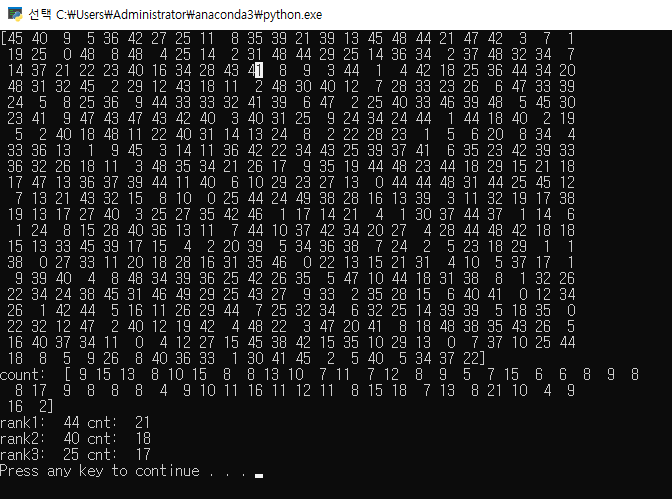 선택 C:₩Users₩Administrator₩anaconda3₩python.exe
[45 40  9  5 36 42 27 25 11  8 35 39 21 39 13 45 48 44 21 47 42  3  7  1
 19 25  0 48  8 48  4 25 14  2 31 48 44 29 25 14 36 34  2 37 48 32 34  7
 14 37 21 22 23 40 16 34 28 43 41  8  9  3 44  1  4 42 18 25 36 44 34 20
 48 31 32 45  2 29 12 43 18 11  2 48 30 40 12  7 28 33 23 26  6 47 33 39
 24  5  8 25 36  9 44 33 33 32 41 39  6 47  2 25 40 33 46 39 48  5 45 30
 23 41  9 47 43 47 43 42 40  3 40 31 25  9 24 34 24 44  1 44 18 40  2 19
  5  2 40 18 48 11 22 40 31 14 13 24  8  2 22 28 23  1  5  6 20  8 34  4
 33 36 13  1  9 45  3 14 11 36 42 22 34 43 25 39 37 41  6 35 23 42 39 33
 36 32 26 18 11  3 48 35 34 21 26 17  9 35 19 44 48 23 44 18 29 15 21 18
 17 47 13 36 37 39 44 11 40  6 10 29 23 27 13  0 44 44 48 31 44 25 45 12
  7 13 21 43 32 15  8 10  0 25 44 24 49 38 28 16 13 39  3 11 32 19 17 38
 19 13 17 27 40  3 25 27 35 42 46  1 17 14 21  4  1 30 37 44 37  1 14  6
  1 24  8 15 28 40 36 13 11  7 44 10 37 42 34 20 27  4 28 44 48 42 18 18
 15 13 33 45 39 17 15  4  2 20 39  5 34 36 38  7 24  2  5 23 18 29  1  1
 38  0 27 33 11 20 18 28 16 31 35 46  0 22 13 15 21 31  4 10  5 37 17  1
  9 39 40  4  8 48 34 39 36 25 42 26 35  5 47 10 44 18 31 38  8  1 32 26
 22 34 24 38 45 31 46 49 29 25 43 27  9 33  2 35 28 15  6 40 41  0 12 34
 26  1 42 44  5 16 11 26 29 44  7 25 32 34  6 32 25 14 39 39  5 18 35  0
 22 32 12 47  2 40 12 19 42  4 48 22  3 47 20 41  8 18 48 38 35 43 26  5
 16 40 37 34 11  0  4 12 27 15 45 38 42 15 35 10 29 13  0  7 37 10 25 44
 18  8  5  9 26  8 40 36 33  1 30 41 45  2  5 40  5 34 37 22]
count:  [ 9 15 13  8 10 15  8  8 13 10  7 11  7 12  8  9  5  7 15  6  6  8  9  8
  8 17  9  8  8  8  4  9 10 11 16 11 12 11  8 15 18  7 13  8 21 10  4  9
 16  2]
rank1:  44 cnt:  21
rank2:  40 cnt:  18
rank3:  25 cnt:  17
Press any key to continue . . .